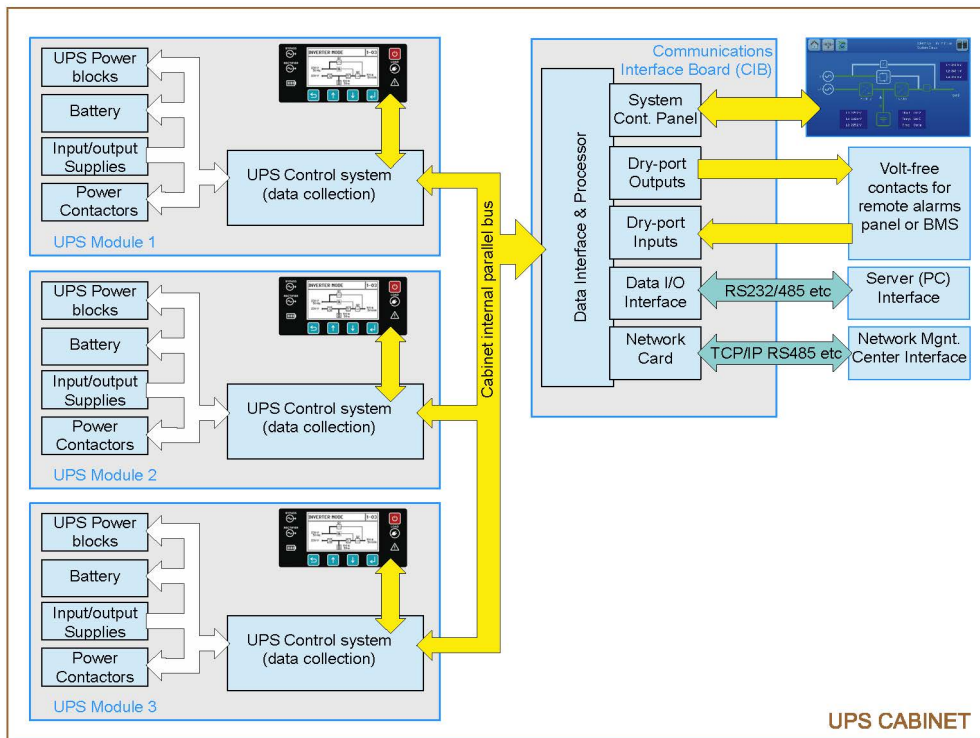 UPS Power
blocks
Battery
Input/output
Supplies
Power
Contactors
INVERTER MODE
UPS Control system
(data collection)
UPS Module 1
UPS Power
blocks
Battery
Input/output
Supplies
Power
Contactors
INVERTER MODE
UPS Control system
(data collection)
UPS Module 2
UPS Power
blocks
Battery
Input/output
Supplies
Power
Contactors
INVERTER MODE
UPS Control system
(data collection)
UPS Module 3
Cabinet internal parallel bus
Communications
Interface Board (CIB)
Data Interface & Processor
System
Cont. Panel
Dry-port
Outputs
Dry-port
Inputs
Data I/O
Interface
Network
Card
RS232/485 etc
TCP/IP RS485 etc
Volt-free
contacts for
remote alarms
panel or BMS
Server (PC)
Interface
Network Mgnt.
Center Interface
UPS CABINET